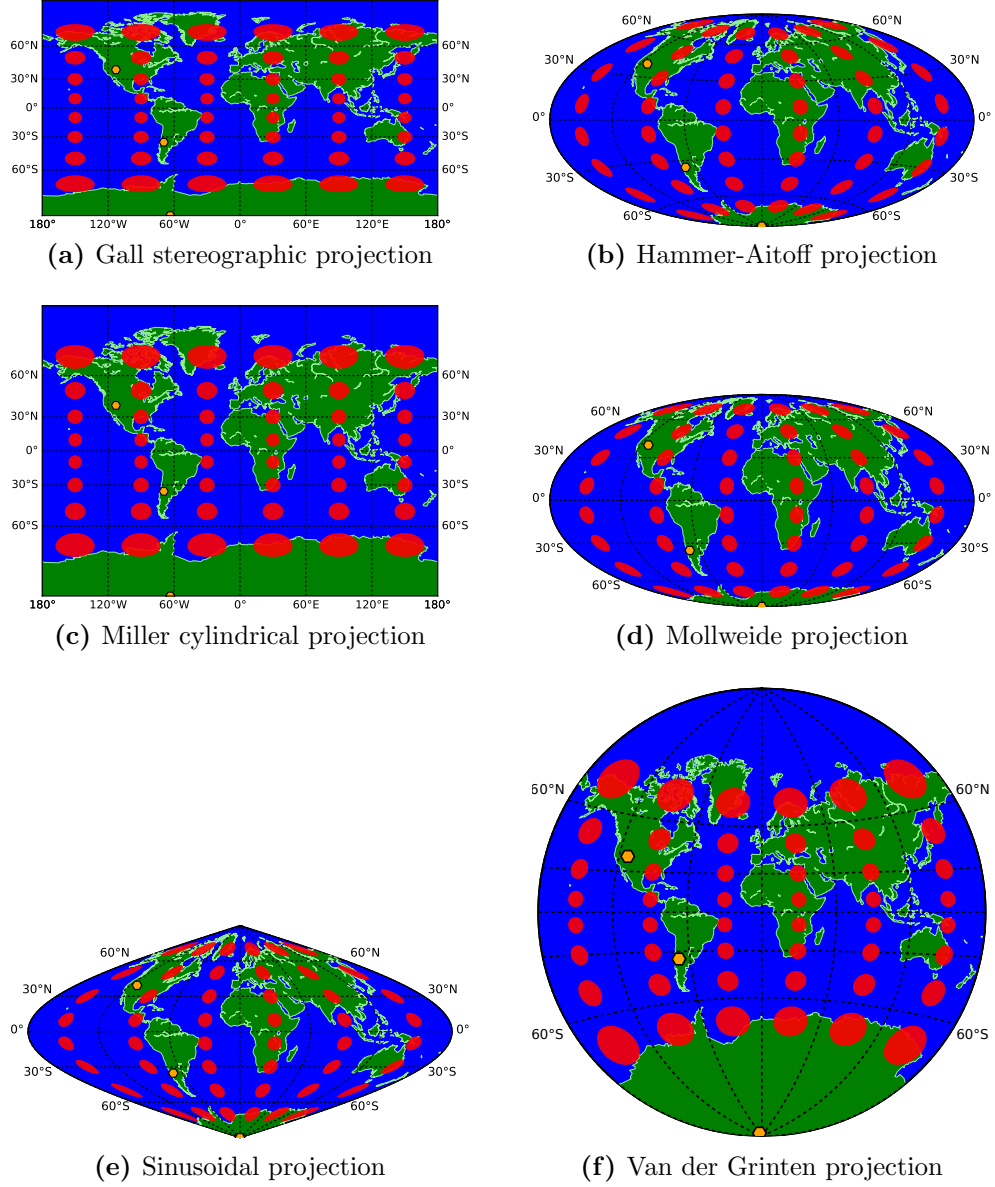 60°N 60°N
30°N 30°N
0° 0°
30°S 30°S
60°S 60°S
180° 120°W 60°W 0° 60°E 120°E 180°
(a) Gall stereographic projection
60°N 60°N
30°N 30°N
0° 0°
30°S 30°S
60°S 60°S
(b) Hammer-Aitoff projection
60°N 60°N
30°N 30°N
0° 0°
30°S 30°S
60°S 60°S
180° 120°W 60°W 0° 60°E 120°E 180°
(c) Miller cylindrical projection
60°N 60°N
30°N 30°N
0° 0°
30°S 30°S
60°S 60°S
(d) Mollweide projection
60°N 60°N
30°N 30°N
0° 0°
30°S 30°S
60°S 60°S
(e) Sinusoidal projection
60°N 60°N
60°S 60°S
(f) Van der Grinten projection